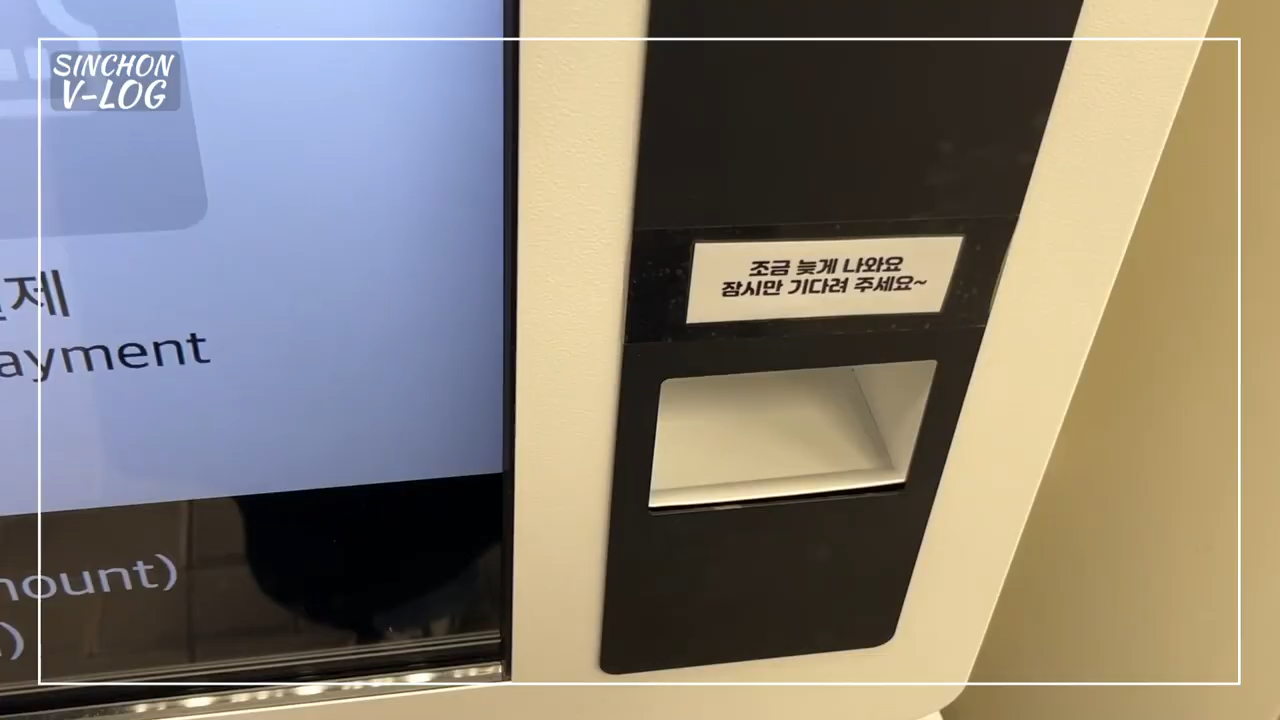 SINCHON
V-LOG
조금 늦게 나와요
잠시만 기다려 주세요~
제
ayment
ount)
)